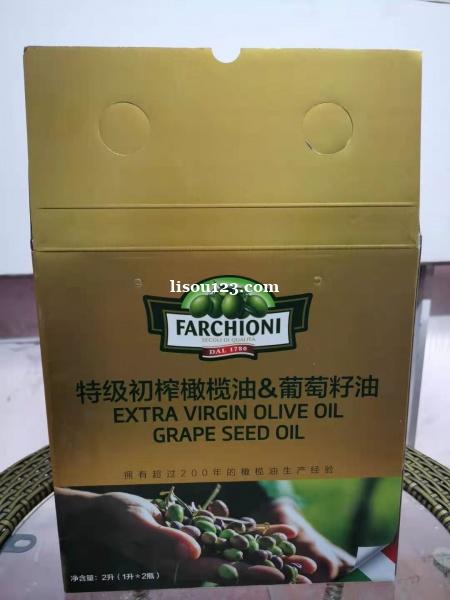 lisou123.com
FARCHIONI
SECOLI DI QUALITÀ
DAL 1780
特级初榨橄榄油&葡萄籽油
EXTRA VIRGIN OLIVE OIL
GRAPE SEED OIL
拥有超过200年的橄榄油生产经验
净含量：2升（1升*2瓶）